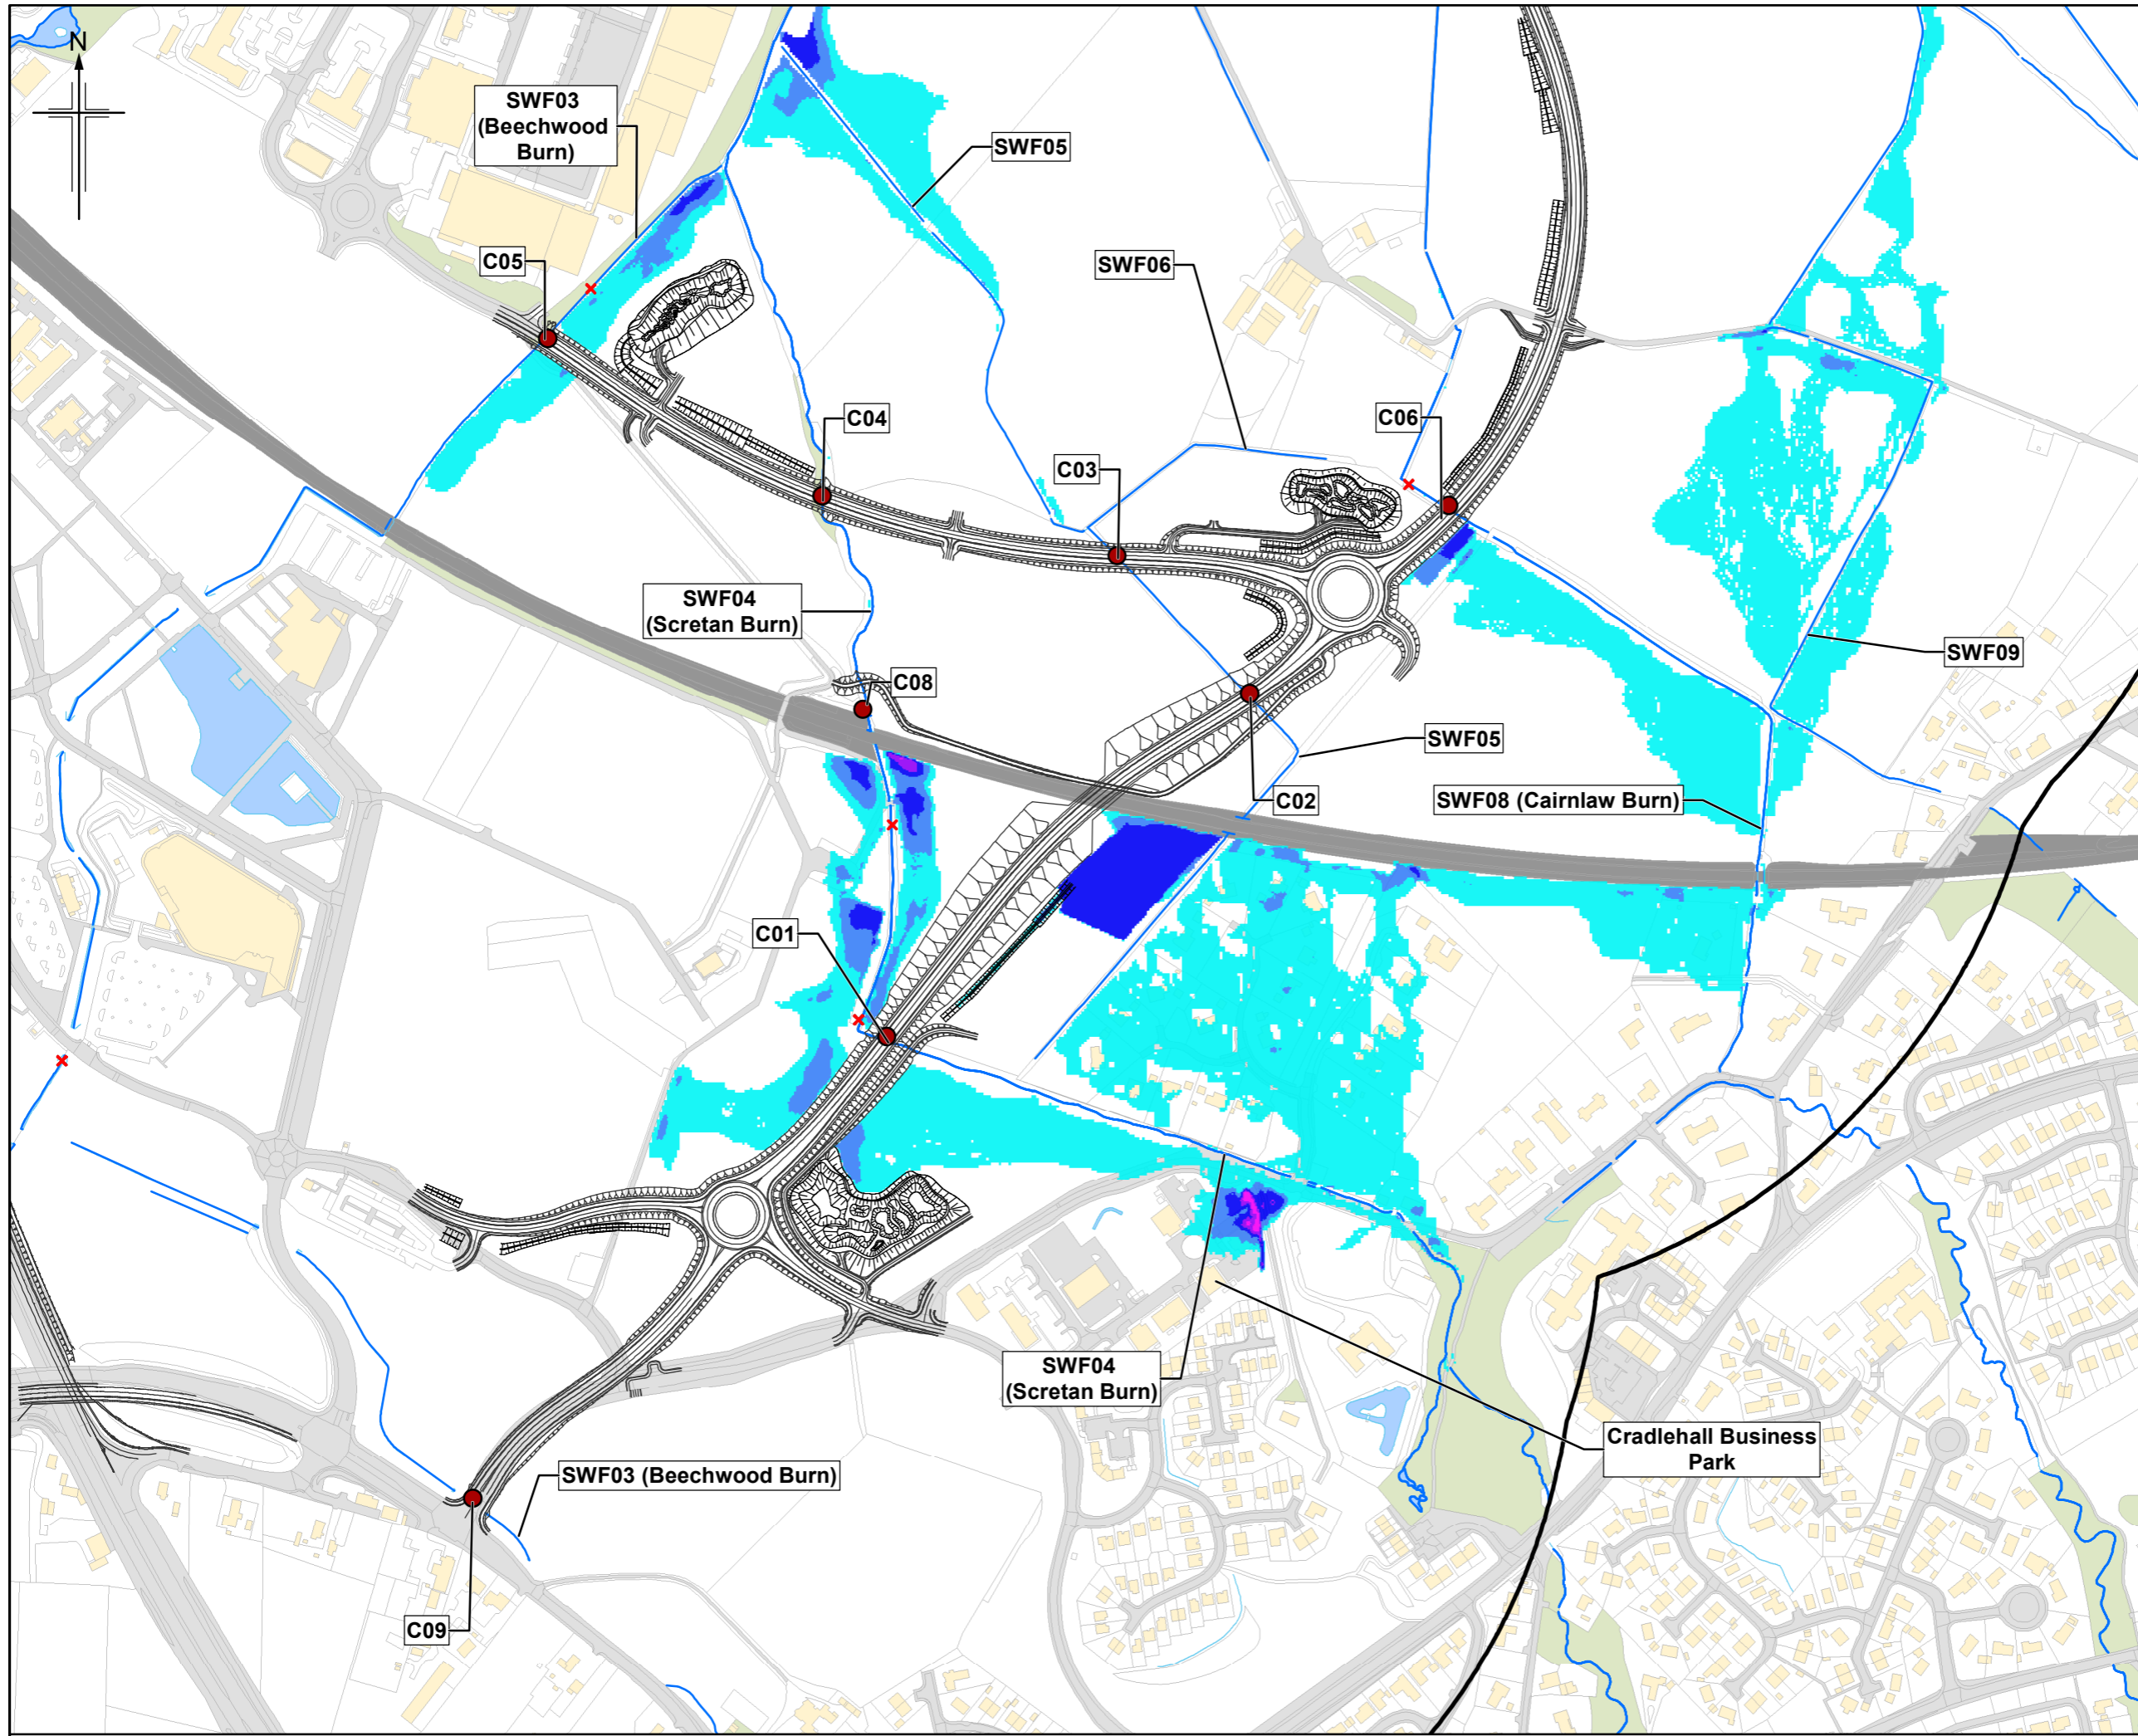 N
SWF03
(Beechwood
Burn)
SWF05
C05
SWF06
C04
C06
C03
SWF04
(Scretan Burn)
SWF09
C08
SWF05
C02
SWF08 (Cairnlaw Burn)
C01
SWF04
(Scretan Burn)
Cradlehall Business
Park
SWF03 (Beechwood Burn)
C09